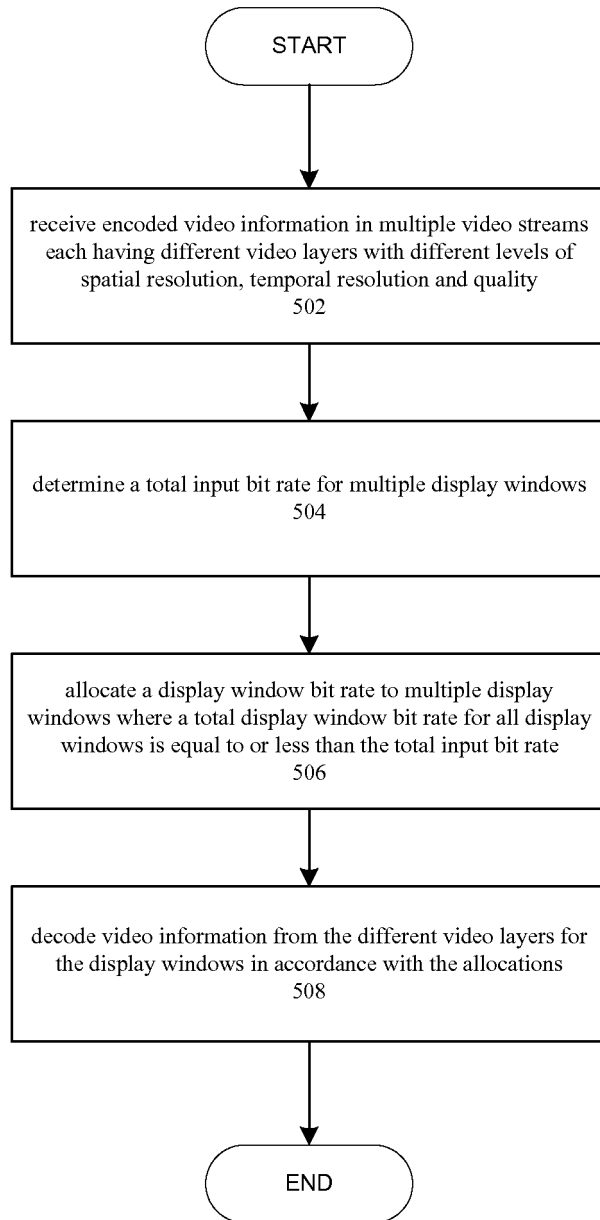 START
receive encoded video information in multiple video streams
each having different video layers with different levels of
spatial resolution, temporal resolution and quality
502
determine a total input bit rate for multiple display windows
504
allocate a display window bit rate to multiple display
windows where a total display window bit rate for all display
windows is equal to or less than the total input bit rate
506
decode video information from the different video layers for
the display windows in accordance with the allocations
508
END